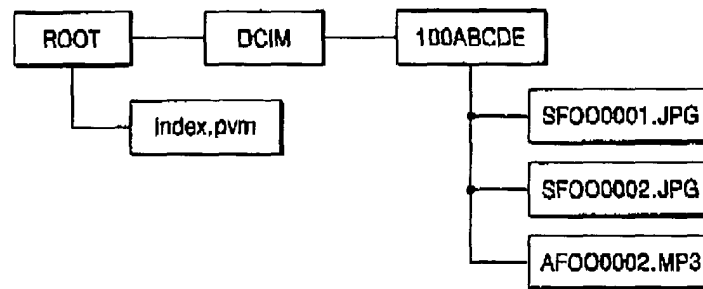 ROOT
DCIM
100ABCDE
index.pvm
SFOO0001.JPG
SFOO0002.JPG
AFOO0002.MP3